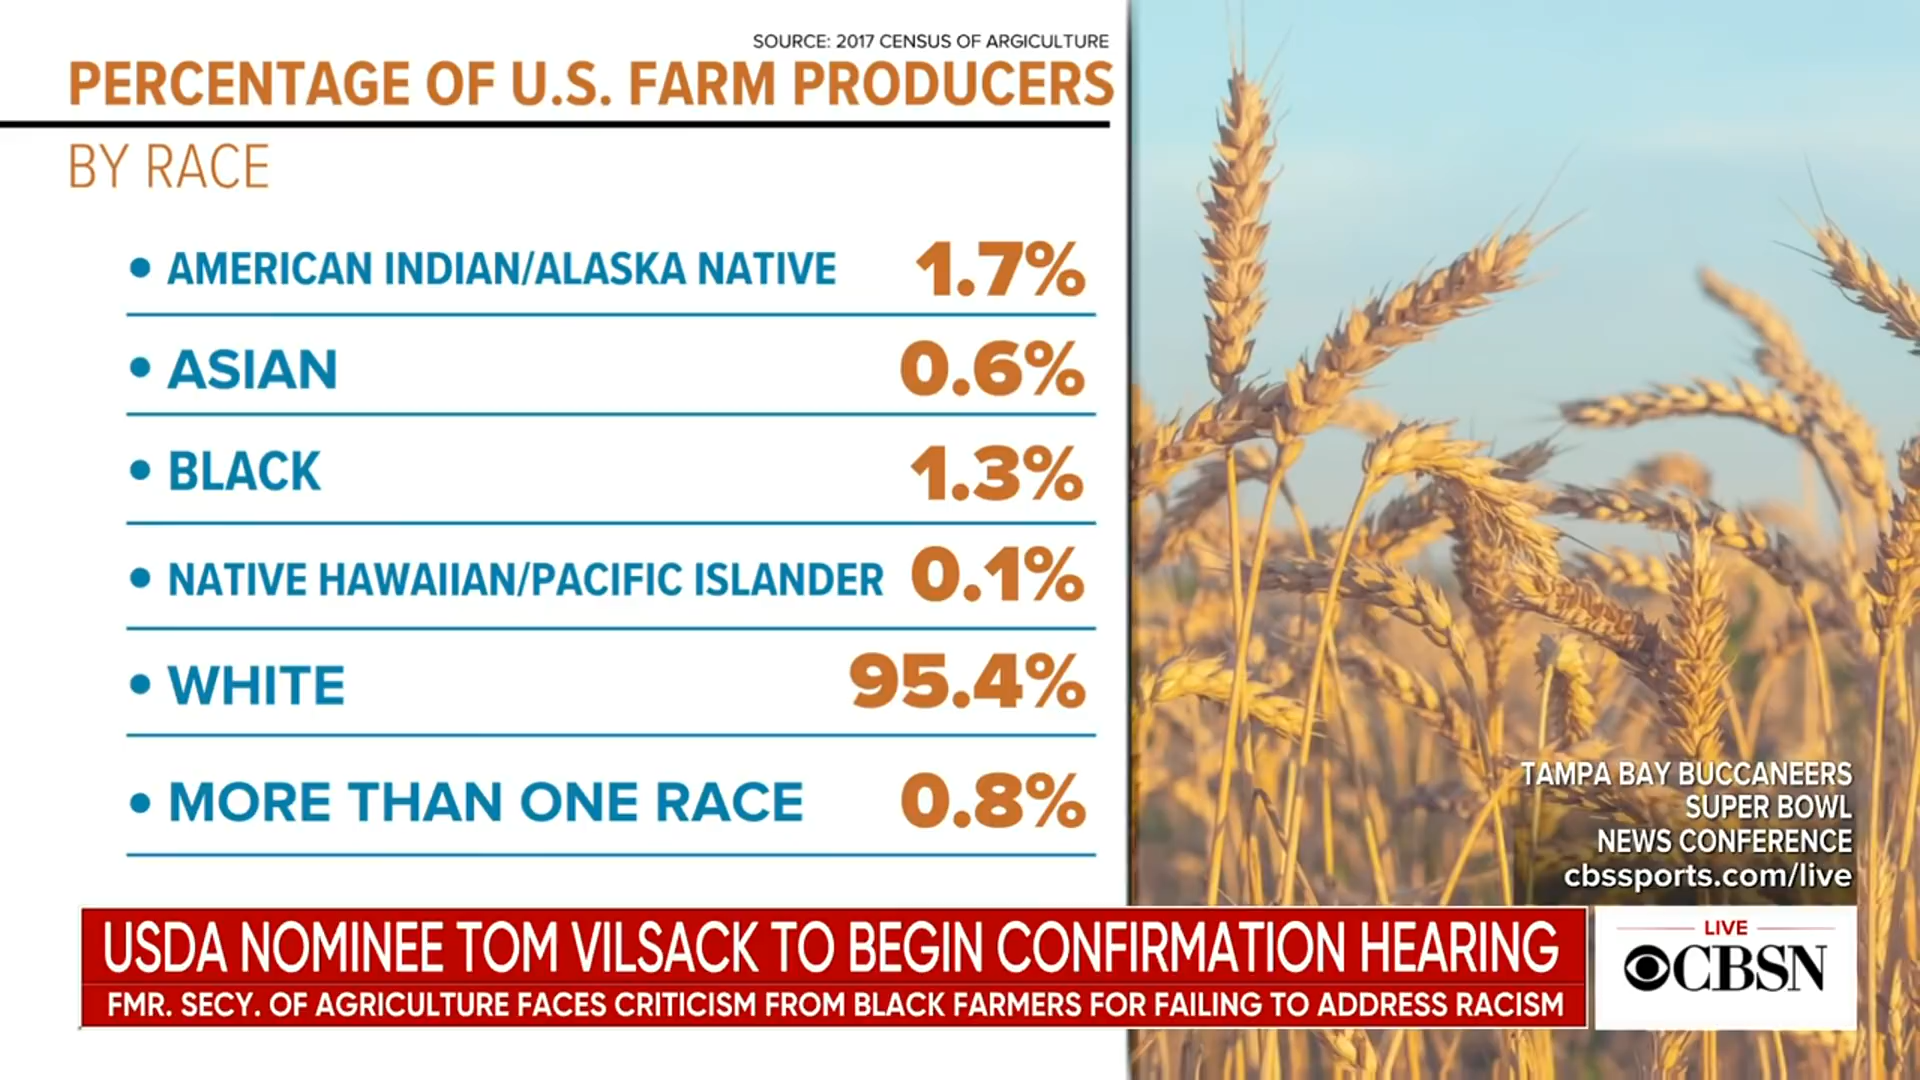 SOURCE: 2017 CENSUS OF ARGICULTURE
PERCENTAGE OF U.S. FARM PRODUCERS
BY RACE
• AMERICAN INDIAN/ALASKA NATIVE 1.7%
• ASIAN 0.6%
• BLACK 1.3%
• NATIVE HAWAIIAN/PACIFIC ISLANDER 0.1%
• WHITE 95.4%
• MORE THAN ONE RACE 0.8%
TAMPA BAY BUCCANEERS
SUPER BOWL
NEWS CONFERENCE
cbssports.com/live
USDA NOMINEE TOM VILSACK TO BEGIN CONFIRMATION HEARING
FMR. SECY. OF AGRICULTURE FACES CRITICISM FROM BLACK FARMERS FOR FAILING TO ADDRESS RACISM
LIVE
CBSN